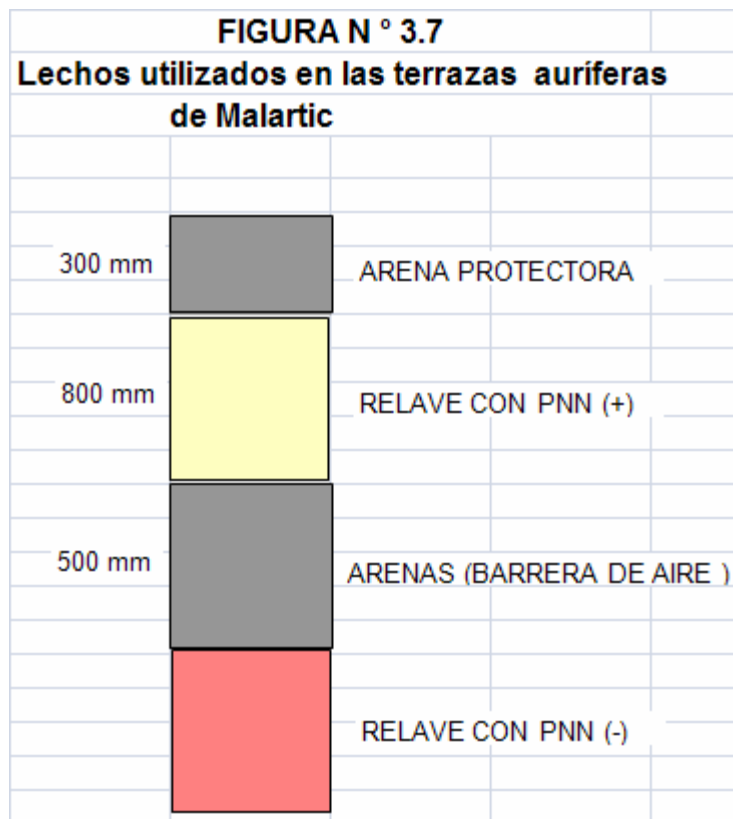 FIGURA N ° 3.7
Lechos utilizados en las terrazas auríferas
de Malartic
300 mm
ARENA PROTECTORA
800 mm
RELAVE CON PNN (+)
500 mm
ARENAS (BARRERA DE AIRE )
RELAVE CON PNN (-)